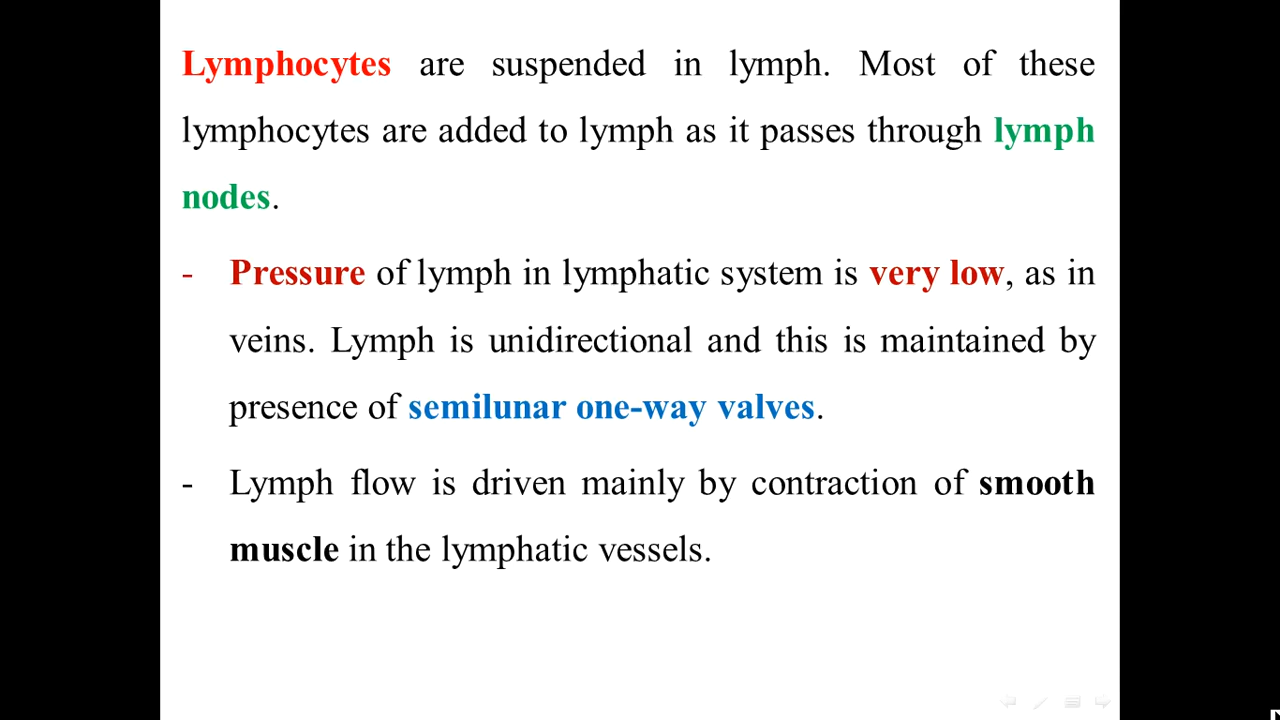 Lymphocytes are suspended in lymph. Most of these
lymphocytes are added to lymph as it passes through lymph
nodes.
- Pressure of lymph in lymphatic system is very low, as in
veins. Lymph is unidirectional and this is maintained by
presence of semilunar one-way valves.
- Lymph flow is driven mainly by contraction of smooth
muscle in the lymphatic vessels.